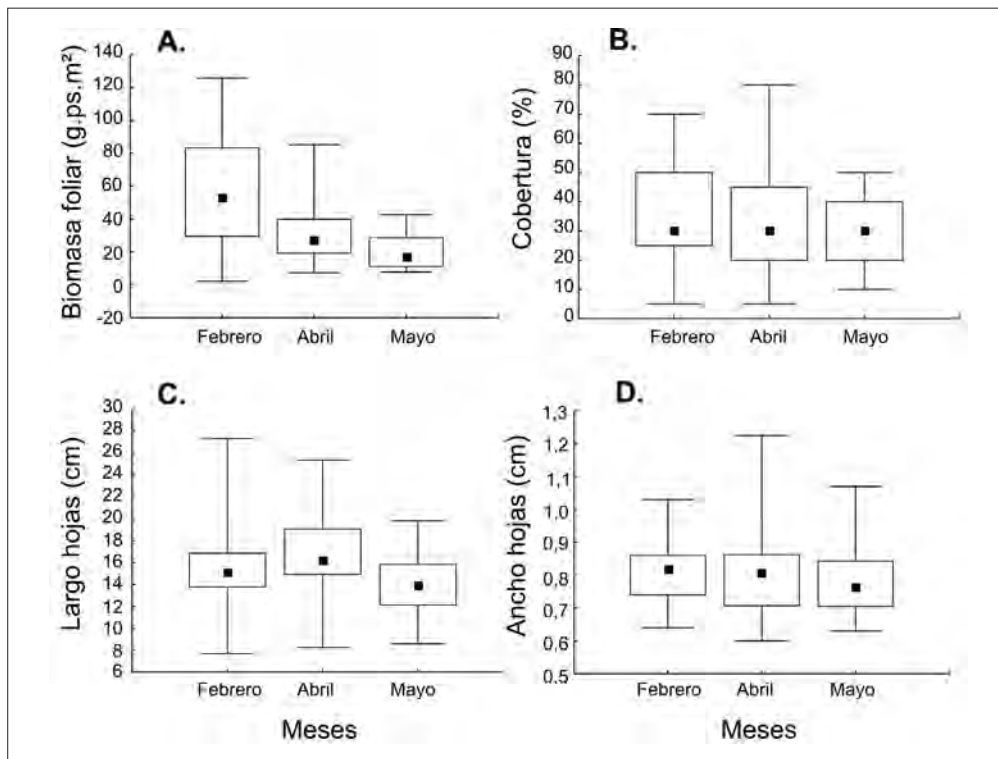 A.
Biomasa foliar (g.ps.m²)
140
120
100
80
60
40
20
0
-20
Febrero Abril Mayo
B.
Cobertura (%)
90
80
70
60
50
40
30
20
10
0
Febrero Abril Mayo
C.
Largo hojas (cm)
30
28
26
24
22
20
18
16
14
12
10
8
6
Febrero Abril Mayo
Meses
D.
Ancho hojas (cm)
1,3
1,2
1,1
1,0
0,9
0,8
0,7
0,6
0,5
Febrero Abril Mayo
Meses